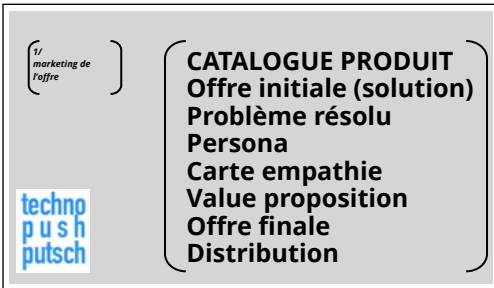 1/
marketing de
l'offre
CATALOGUE PRODUIT
Offre initiale (solution)
Problème résolu
Persona
Carte empathie
Value proposition
Offre finale
Distribution
techno
push
putsch